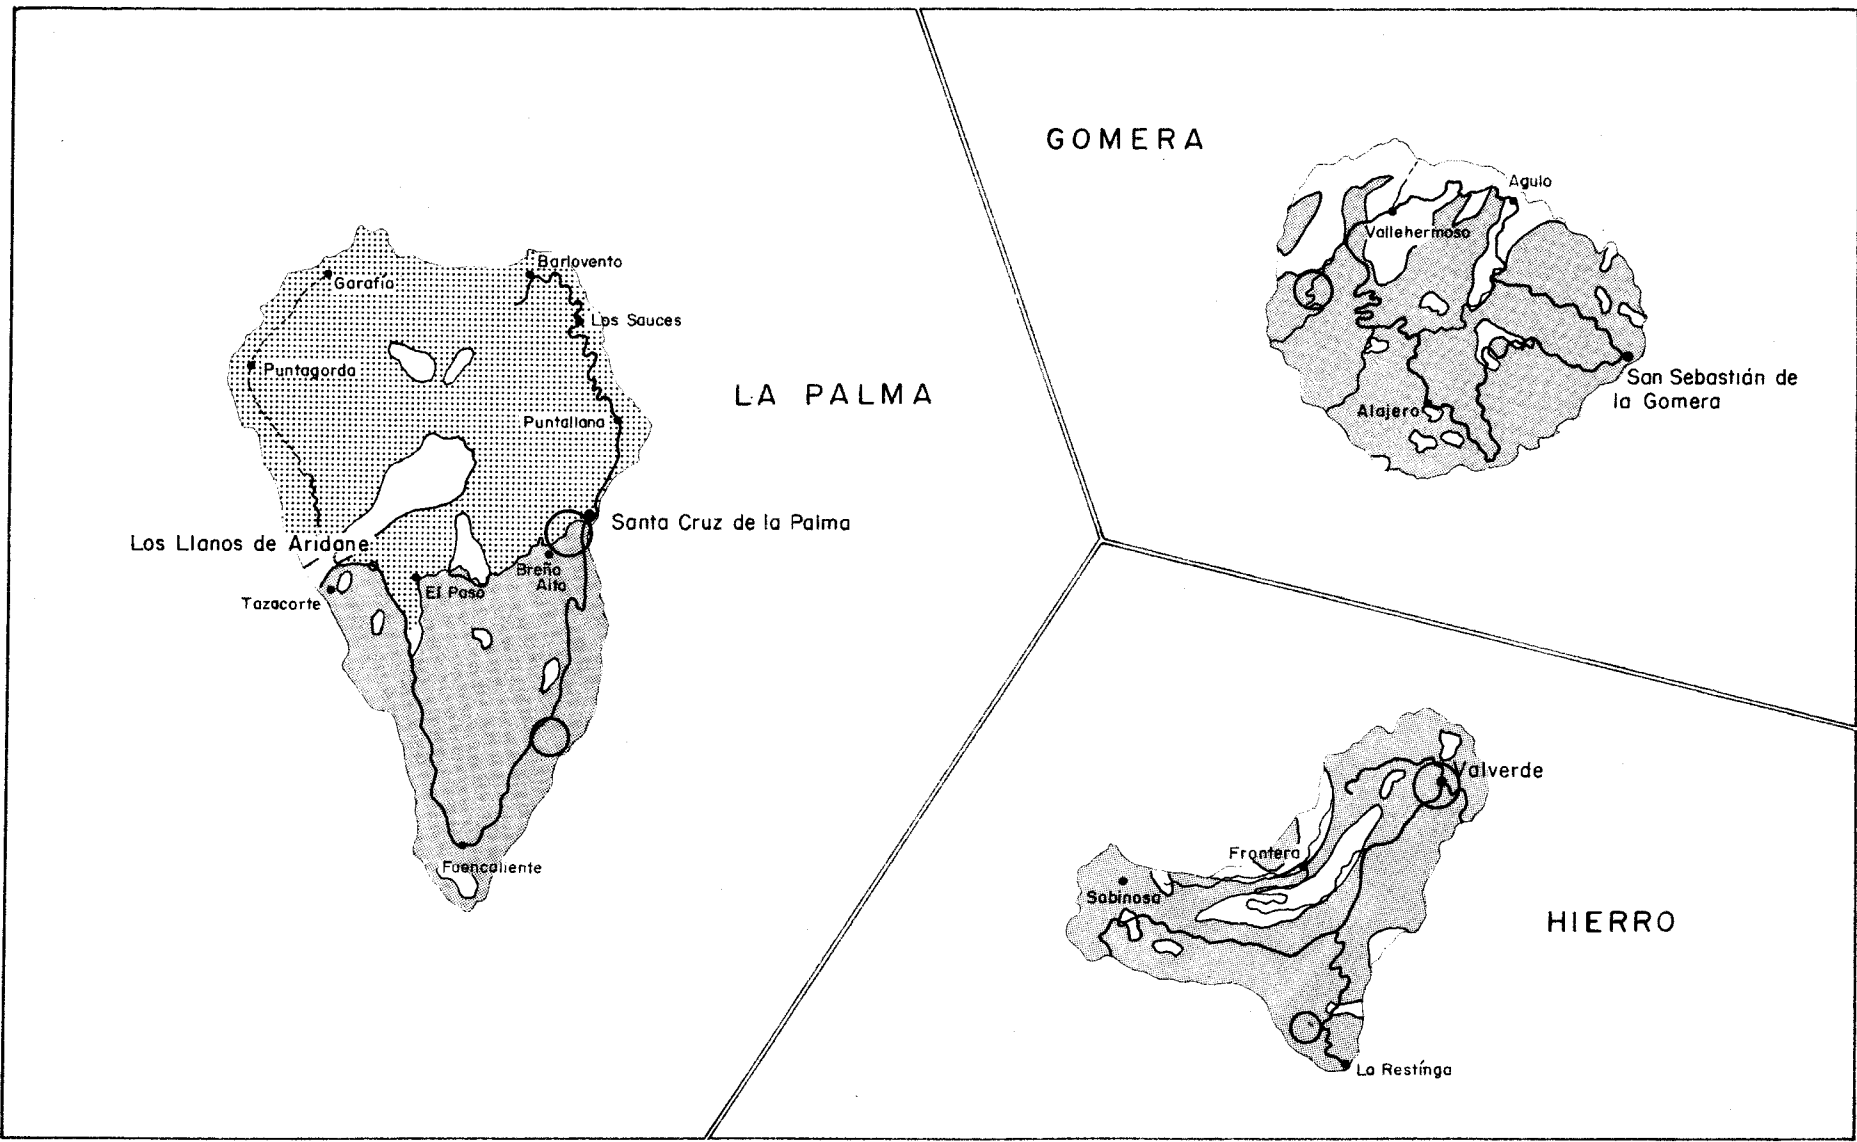 GOMERA
Agulo
Vallehermoso
San Sebastián de
la Gomera
Alajero
Barlovento
Garafía
Los Sauces
Puntagorda
LA PALMA
Puntallana
Santa Cruz de la Palma
Los Llanos de Aridane
Breña
Alta
El Paso
Tazacorte
Fuencaliente
Valverde
Frontera
Sabinosa
HIERRO
La Restínga